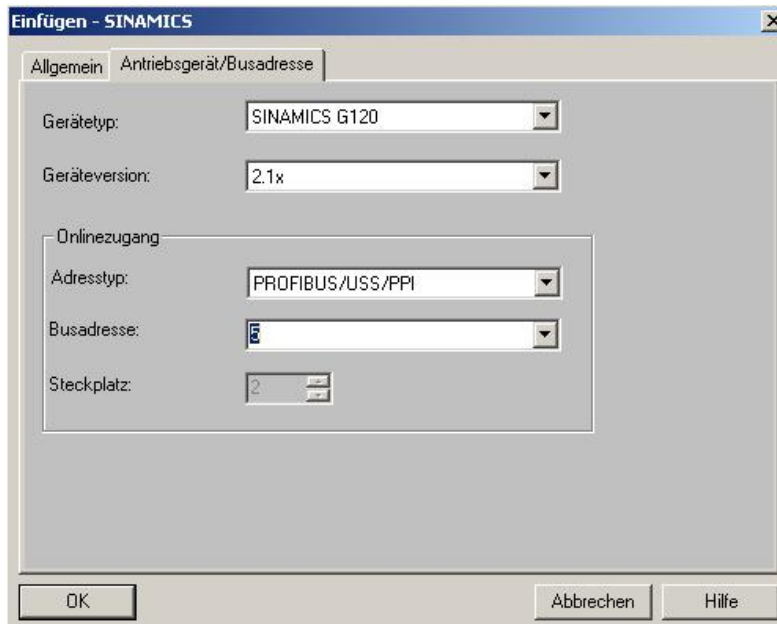 Einfügen - SINAMICS
Allgemein
Antriebsgerät/Busadresse
Gerätetyp:
SINAMICS G120
Geräteversion:
2.1x
Onlinezugang
Adresstyp:
PROFIBUS/USS/PPI
Busadresse:
5
Steckplatz:
2
OK
Abbrechen
Hilfe